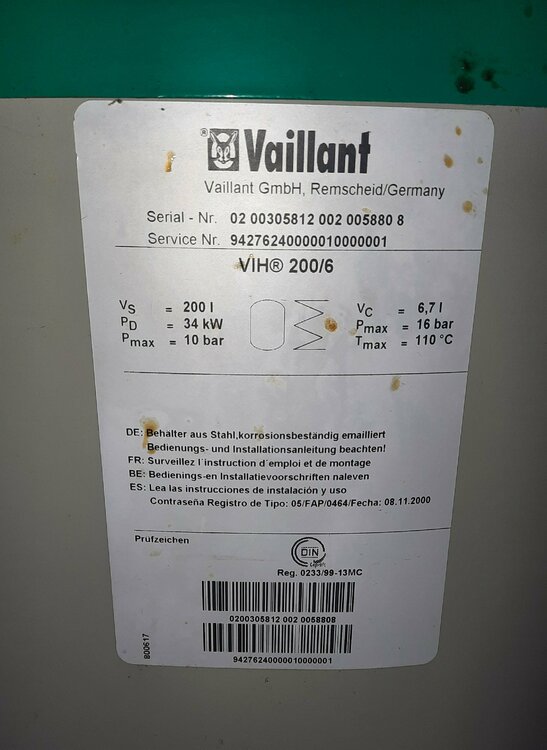 ® Vaillant
Vaillant GmbH, Remscheid/Germany
Serial - Nr. 02 00305812 002 005880 8
Service Nr. 94276240000010000001
VIH® 200/6
VS = 200 l
PD = 34 kW
Pmax = 10 bar
VC = 6,7 l
Pmax = 16 bar
Tmax = 110 °C
DE: Behalter aus Stahl,korrosionsbeständig emailliert
Bedienungs- und Installationsanleitung beachten!
FR: Surveillez l´instruction d´emploi et de montage
BE: Bedienings-en Installatievoorschriften naleven
ES: Lea las instrucciones de instalación y uso
Contraseña Registro de Tipo: 05/FAP/0464/Fecha: 08.11.2000
Prüfzeichen
DIN
Reg. 0233/99-13MC
0200305812 002 0058808
94276240000010000001
800617